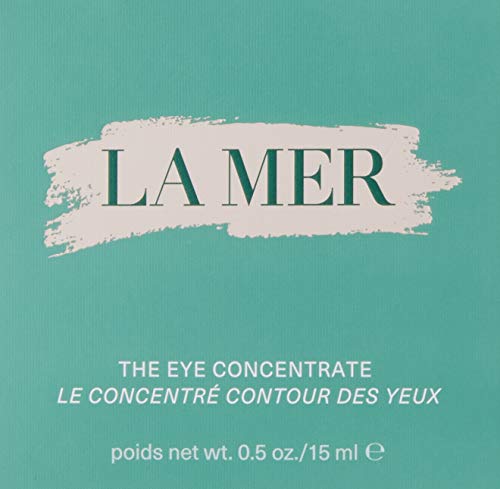 LA MER
THE EYE CONCENTRATE
LE CONCENTRÉ CONTOUR DES YEUX
poids net wt. 0.5 oz./15 ml ℮